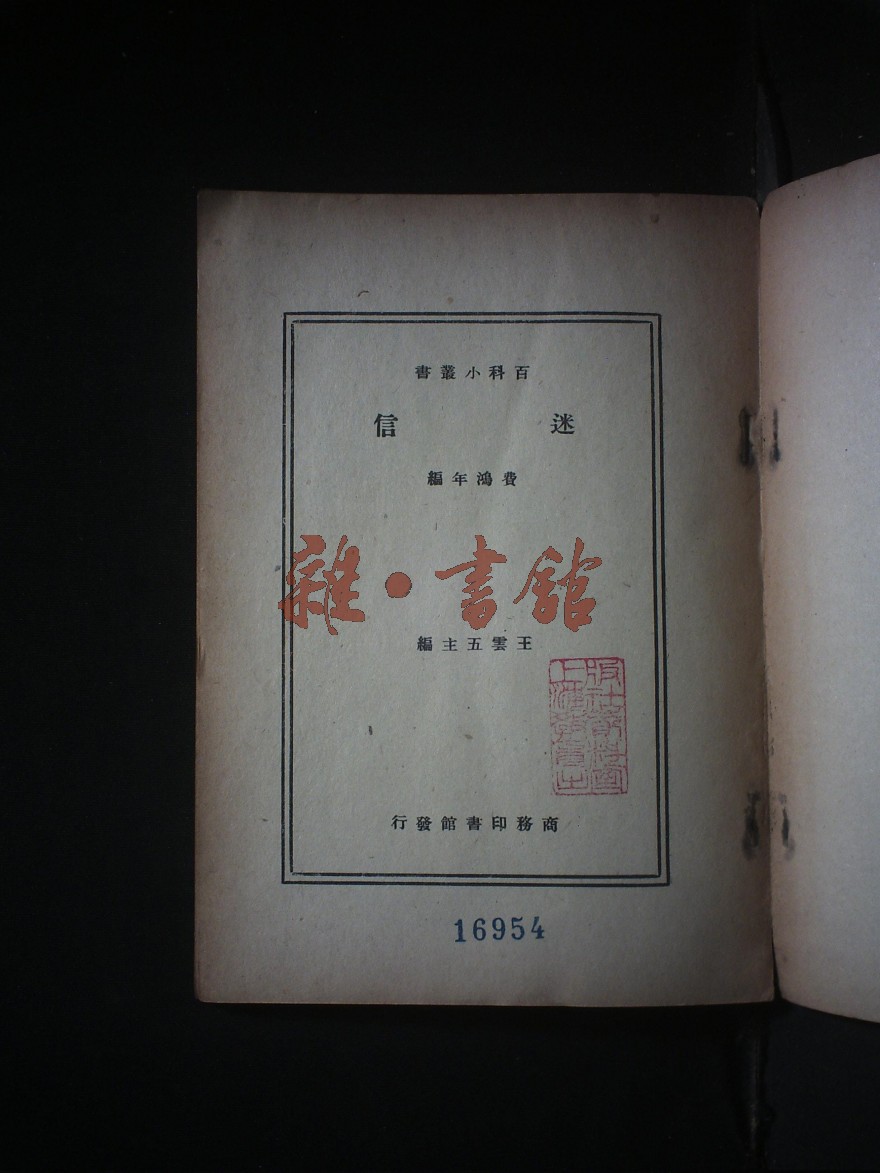 百科小叢書
迷信
費鴻年編
雜·書館
王雲五主編
商務印書館發行
16954